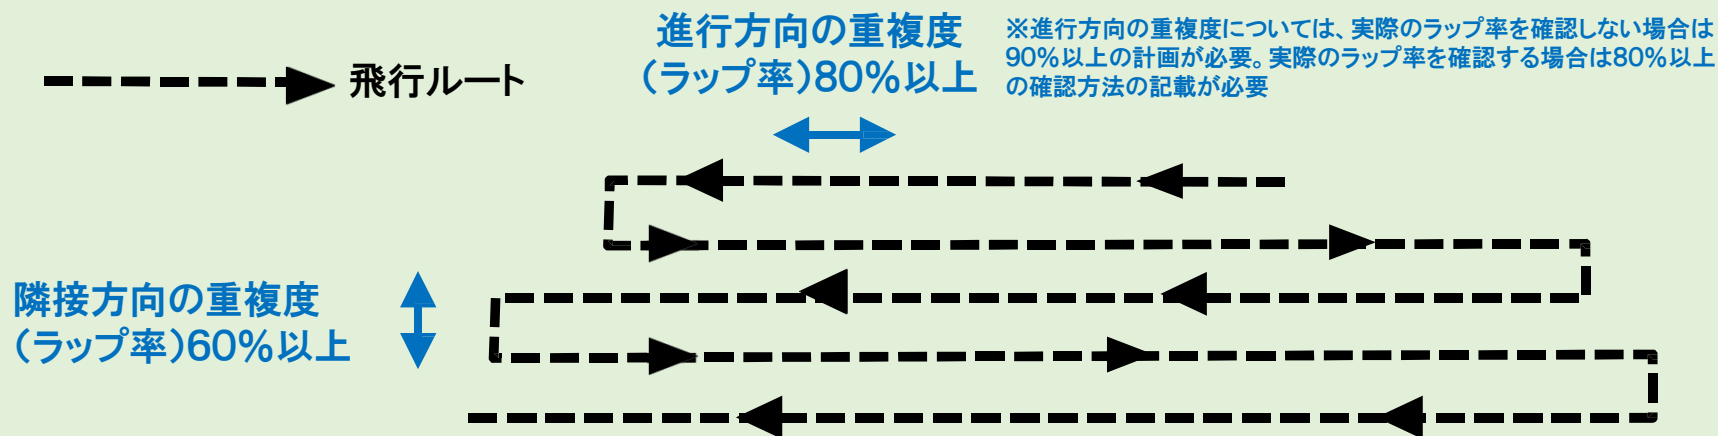 飛行ルート
進行方向の重複度
(ラップ率)80%以上
※進行方向の重複度については、実際のラップ率を確認しない場合は
90%以上の計画が必要。実際のラップ率を確認する場合は80%以上
の確認方法の記載が必要
隣接方向の重複度
(ラップ率)60%以上